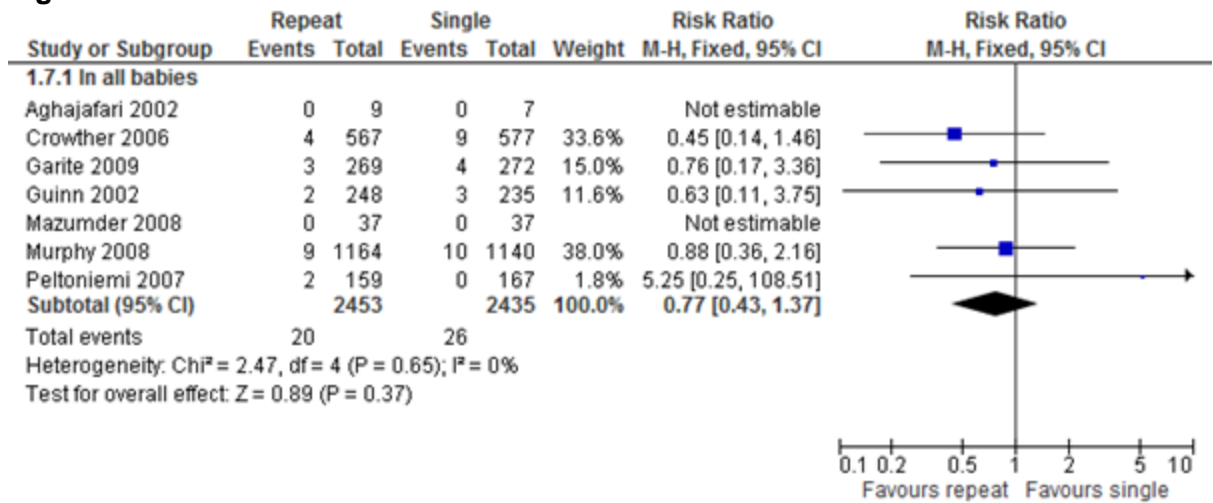 Repeat Single Risk Ratio Risk Ratio
Study or Subgroup Events Total Events Total Weight M-H, Fixed, 95% CI M-H, Fixed, 95% CI
1.7.1 In all babies
Aghajafari 2002 0 9 0 7 Not estimable
Crowther 2006 4 567 9 577 33.6% 0.45 [0.14, 1.46]
Garite 2009 3 269 4 272 15.0% 0.76 [0.17, 3.36]
Guinn 2002 2 248 3 235 11.6% 0.63 [0.11, 3.75]
Mazumder 2008 0 37 0 37 Not estimable
Murphy 2008 9 1164 10 1140 38.0% 0.88 [0.36, 2.16]
Peltoniemi 2007 2 159 0 167 1.8% 5.25 [0.25, 108.51]
Subtotal (95% CI) 2453 2435 100.0% 0.77 [0.43, 1.37]
Total events 20 26
Heterogeneity: Chi² = 2.47, df = 4 (P = 0.65); I² = 0%
Test for overall effect: Z = 0.89 (P = 0.37)
0.1 0.2 0.5 1 2 5 10
Favours repeat Favours single